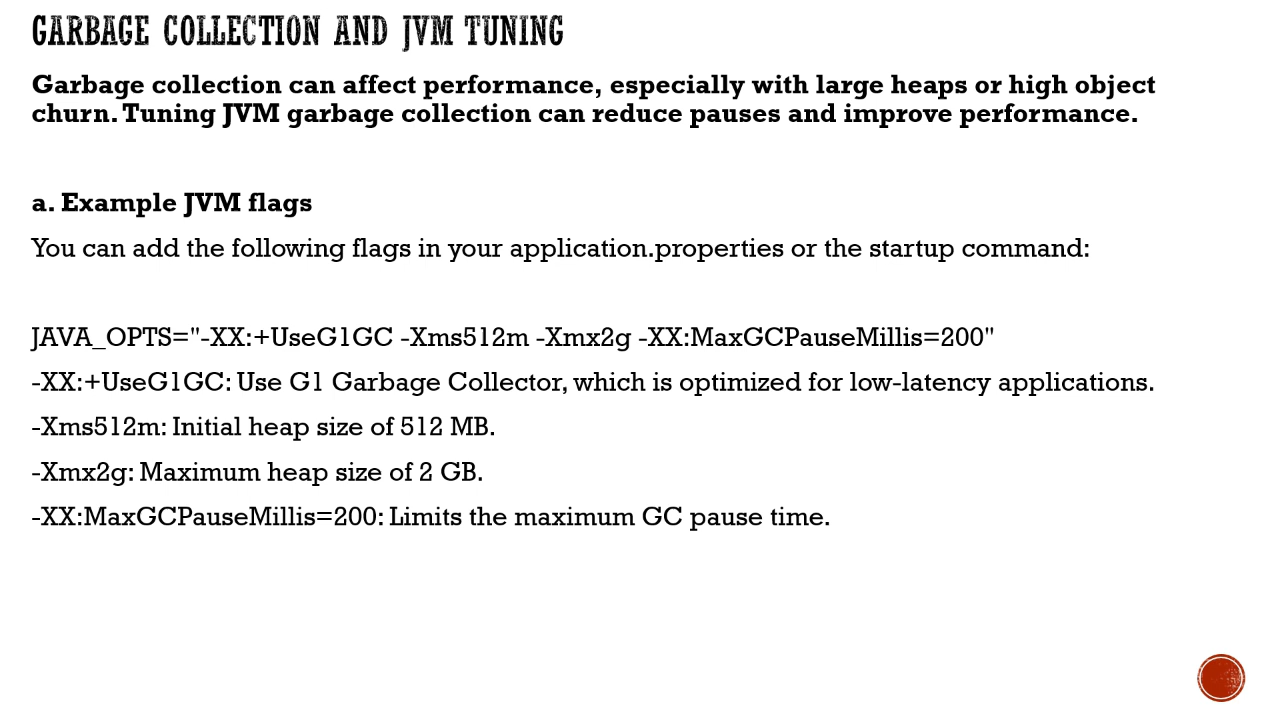 GARBAGE COLLECTION AND JVM TUNING
Garbage collection can affect performance, especially with large heaps or high object
churn. Tuning JVM garbage collection can reduce pauses and improve performance.
a. Example JVM flags
You can add the following flags in your application.properties or the startup command:
JAVA_OPTS="-XX:+UseG1GC -Xms512m -Xmx2g -XX:MaxGCPauseMillis=200"
-XX:+UseG1GC: Use G1 Garbage Collector, which is optimized for low-latency applications.
-Xms512m: Initial heap size of 512 MB.
-Xmx2g: Maximum heap size of 2 GB.
-XX:MaxGCPauseMillis=200: Limits the maximum GC pause time.